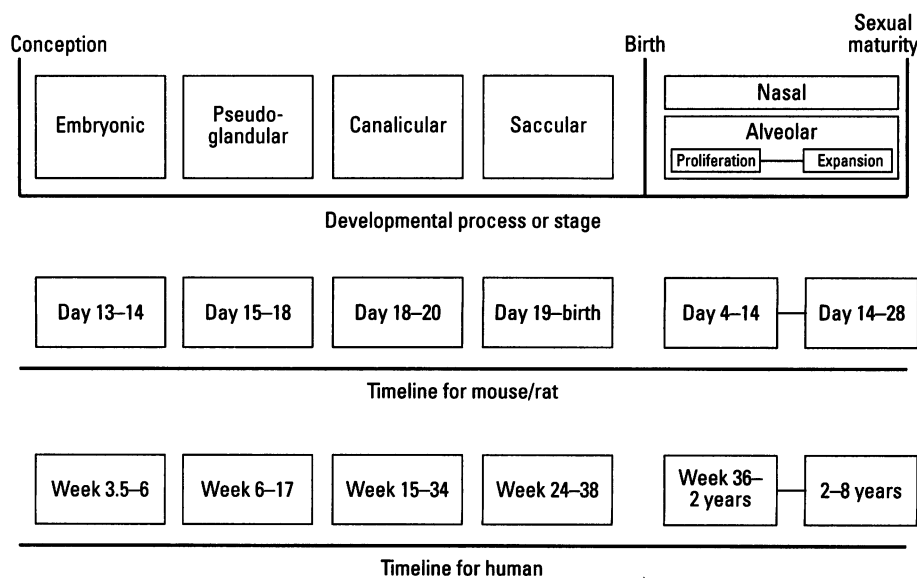 Sexual
Conception Birth maturity
Embryonic
Pseudo-
glandular
Canalicular
Saccular
Nasal
Alveolar
Proliferation
Expansion
Developmental process or stage
Day 13–14
Day 15–18
Day 18–20
Day 19–birth
Day 4–14
Day 14–28
Timeline for mouse/rat
Week 3.5–6
Week 6–17
Week 15–34
Week 24–38
Week 36–
2 years
2–8 years
Timeline for human